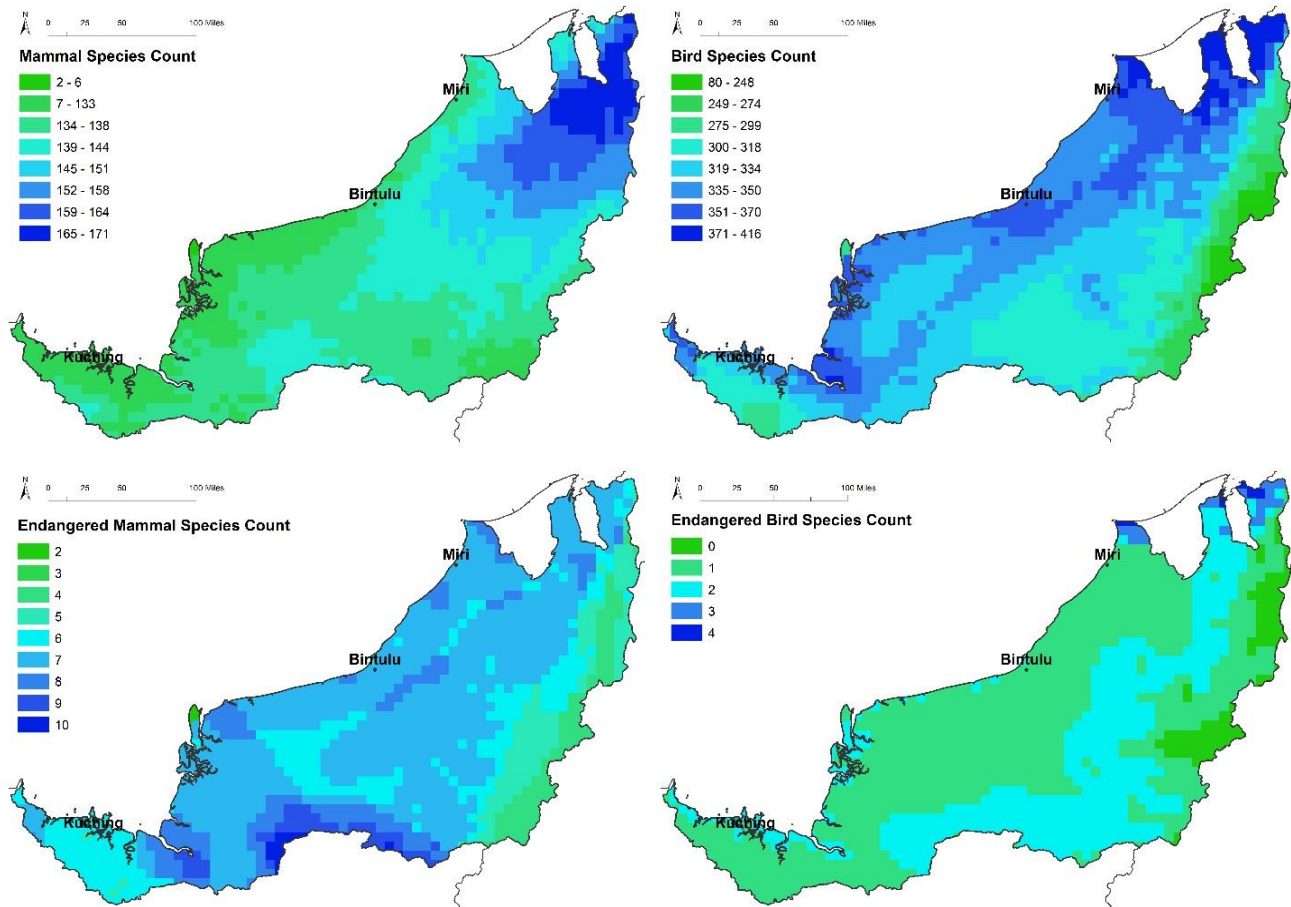 N
0 25 50 100 Miles
Mammal Species Count
2 - 6
7 - 133
134 - 138
139 - 144
145 - 151
152 - 158
159 - 164
165 - 171
Miri
Bintulu
Kuching
N
0 25 50 100 Miles
Bird Species Count
80 - 248
249 - 274
275 - 299
300 - 318
319 - 334
335 - 350
351 - 370
371 - 416
Miri
Bintulu
Kuching
N
0 25 50 100 Miles
Endangered Mammal Species Count
2
3
4
5
6
7
8
9
10
Miri
Bintulu
Kuching
N
0 25 50 100 Miles
Endangered Bird Species Count
0
1
2
3
4
Miri
Bintulu
Kuching